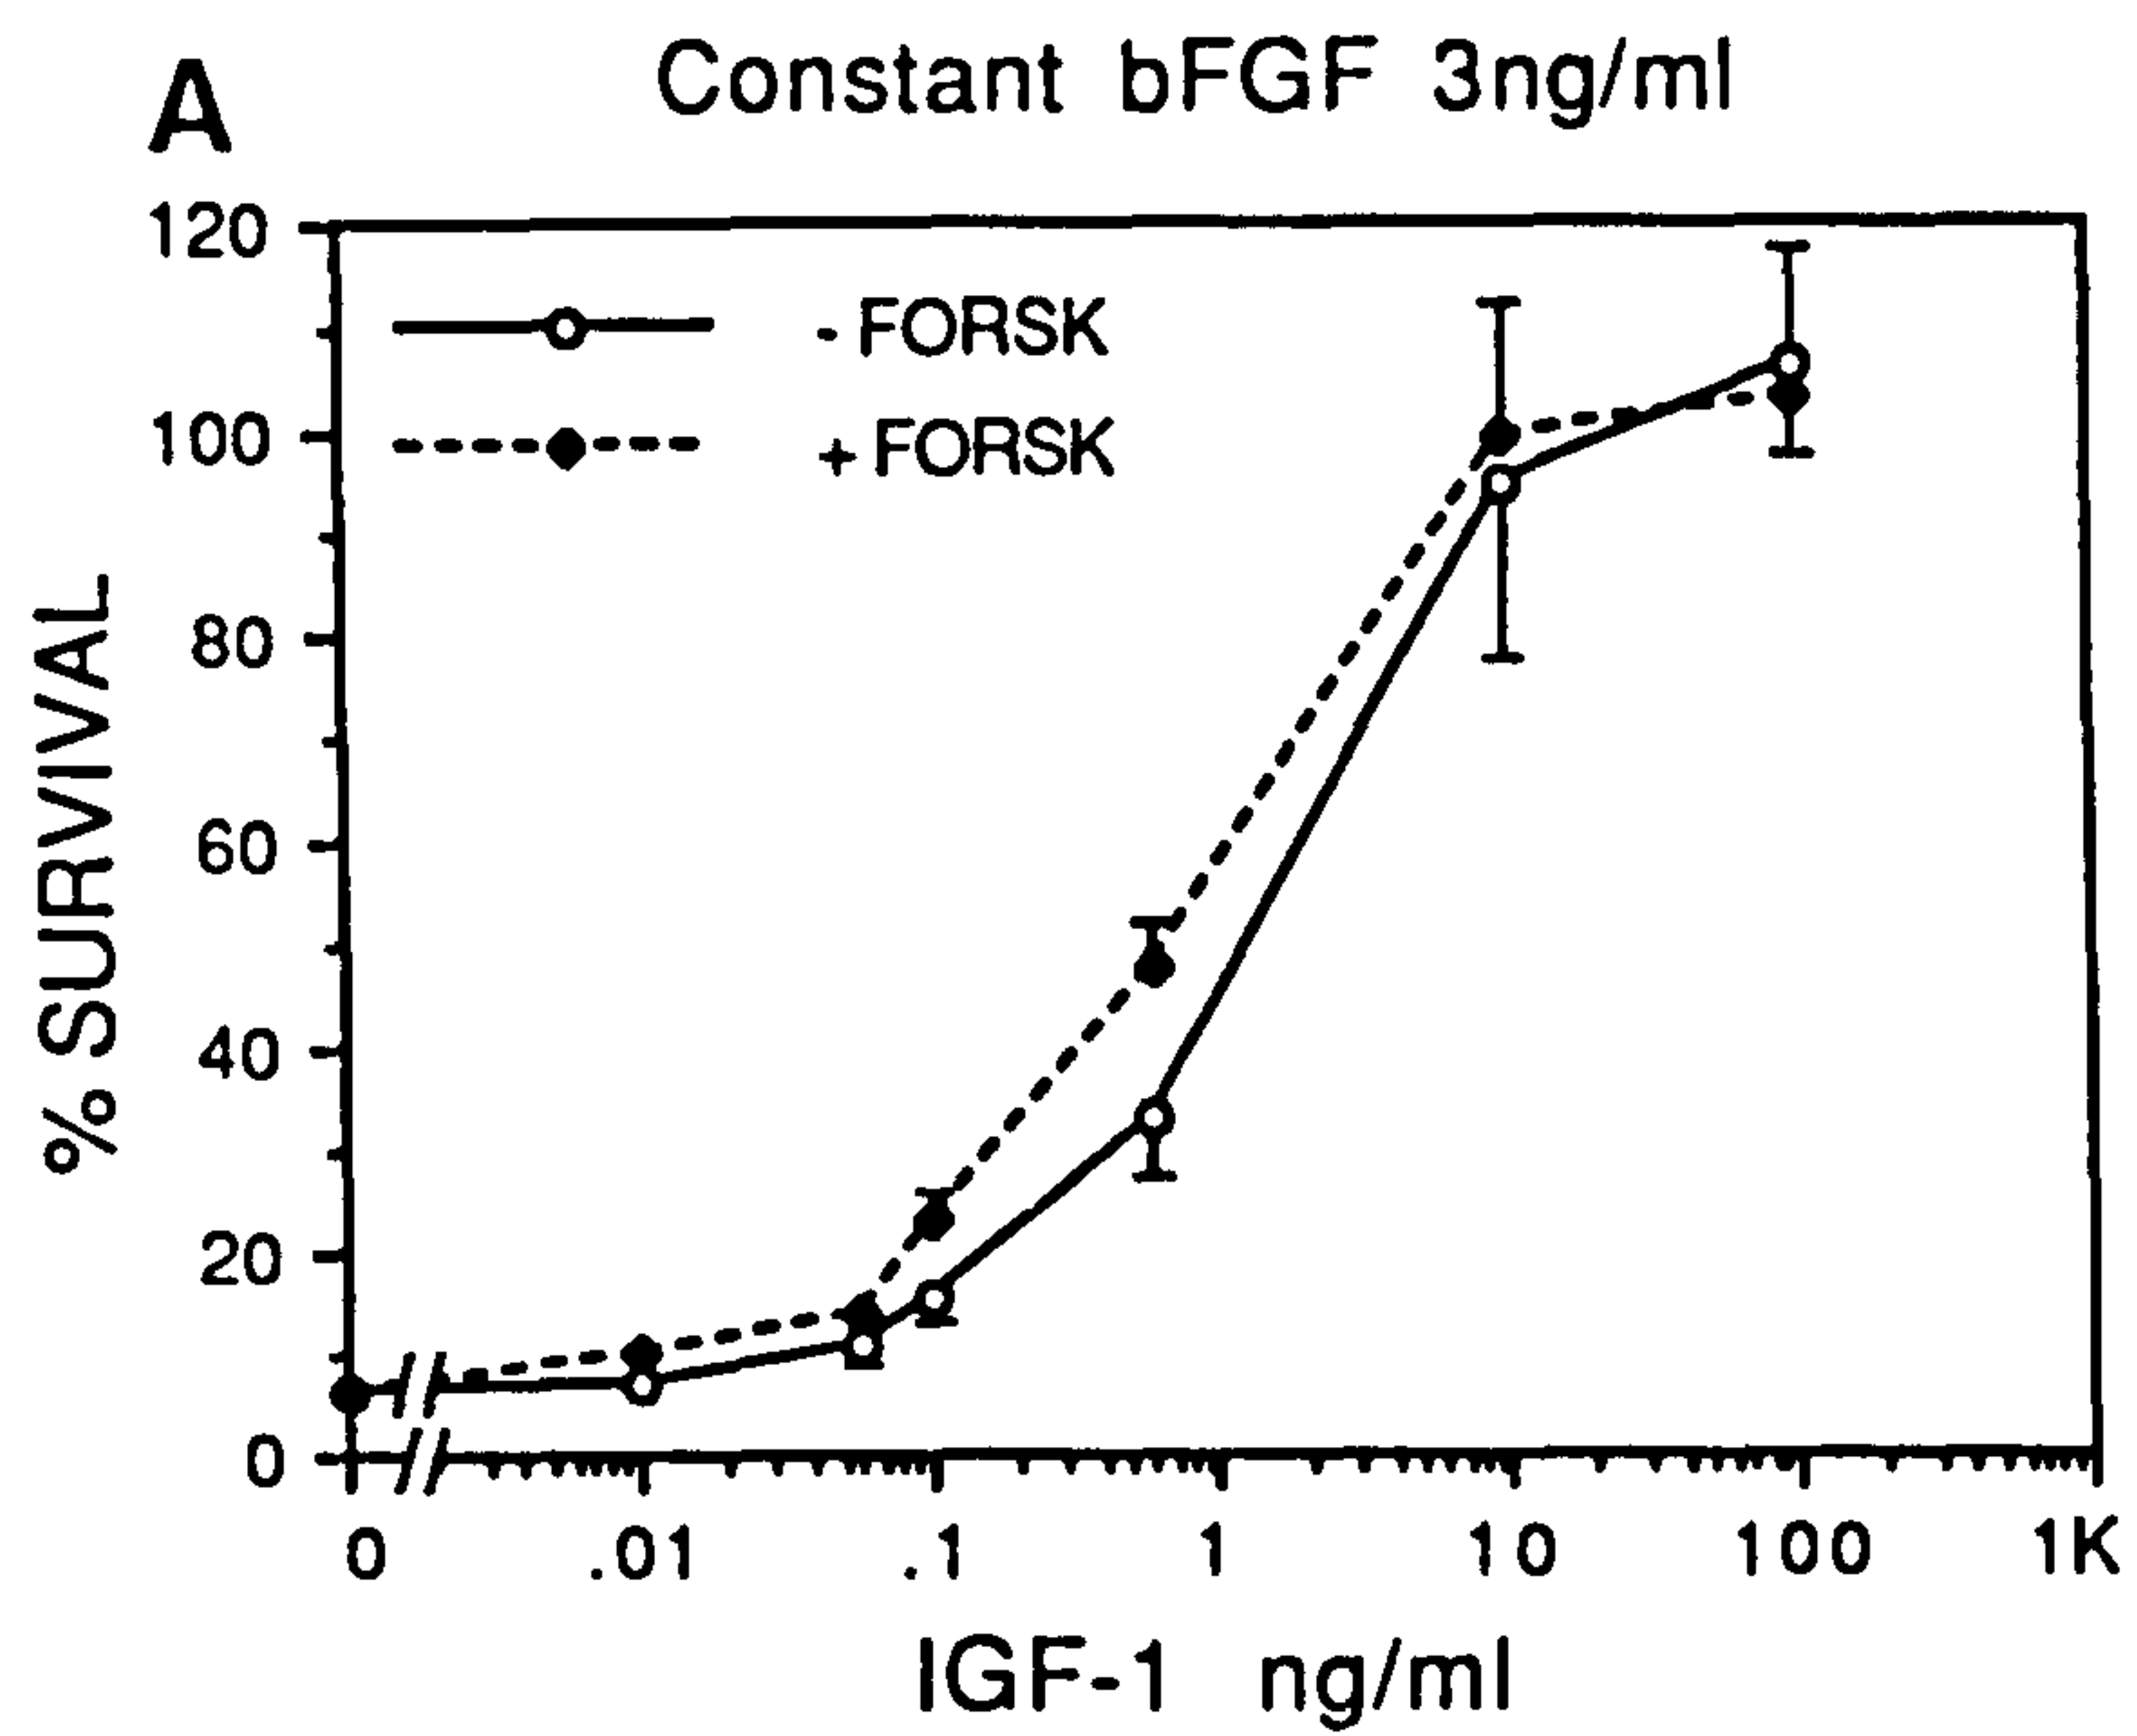 A
Constant bFGF 3ng/ml
120
100
80
60
40
20
0
% SURVIVAL
- FORSK
+ FORSK
0 .01 .1 1 10 100 1K
IGF-1 ng/ml